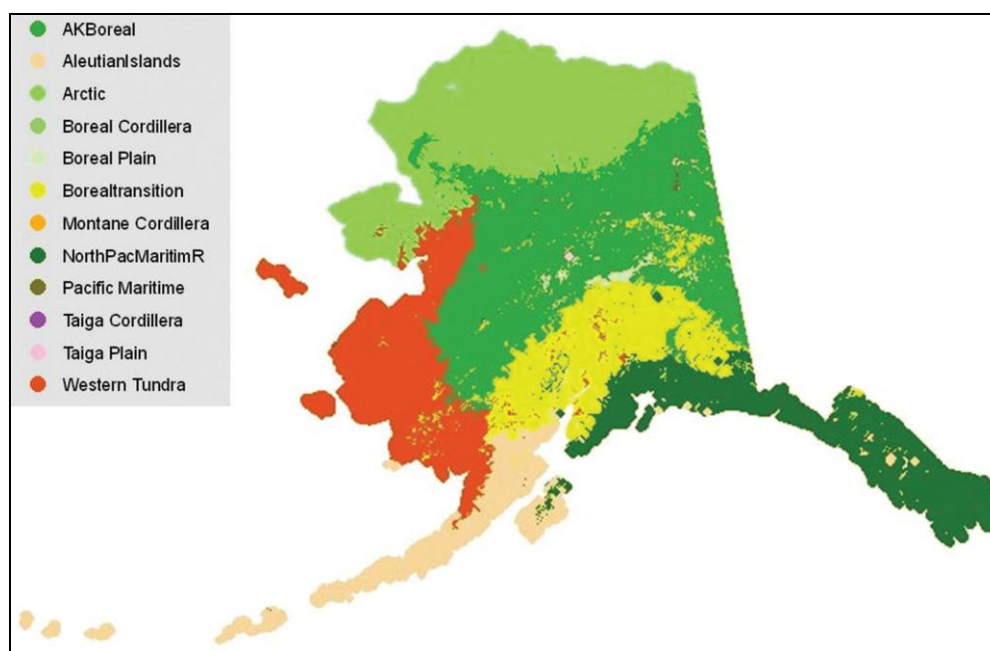 AKBoreal
AleutianIslands
Arctic
Boreal Cordillera
Boreal Plain
Borealtransition
Montane Cordillera
NorthPacMaritimR
Pacific Maritime
Taiga Cordillera
Taiga Plain
Western Tundra